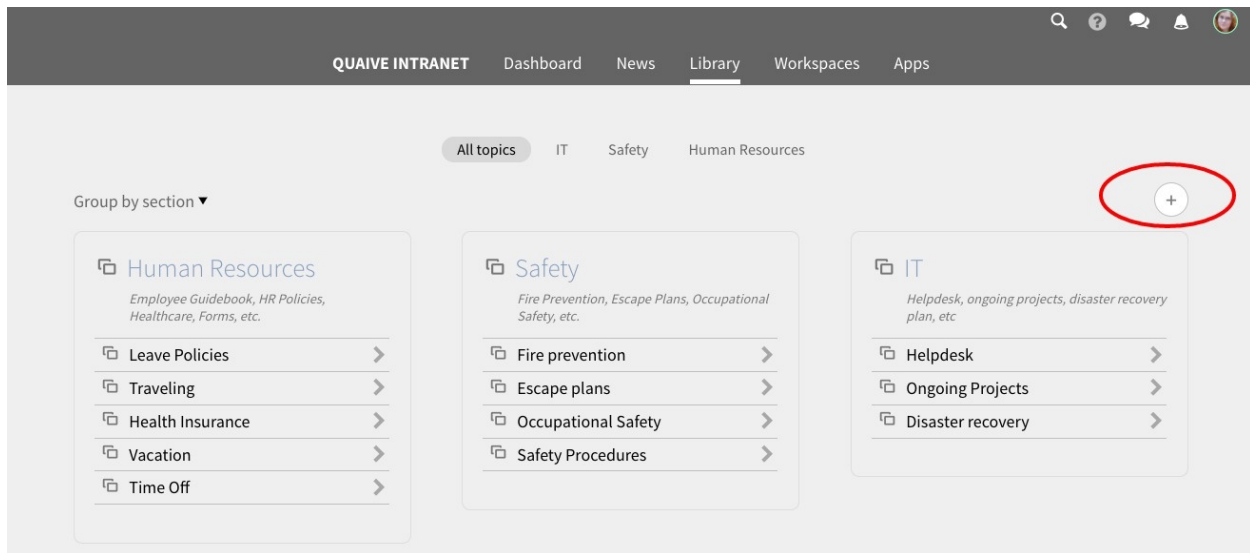 QUAIVE INTRANET Dashboard News Library Workspaces Apps
All topics IT Safety Human Resources
Group by section
Human Resources
Employee Guidebook, HR Policies,
Healthcare, Forms, etc.
Leave Policies
Traveling
Health Insurance
Vacation
Time Off
Safety
Fire Prevention, Escape Plans, Occupational
Safety, etc.
Fire prevention
Escape plans
Occupational Safety
Safety Procedures
IT
Helpdesk, ongoing projects, disaster recovery
plan, etc
Helpdesk
Ongoing Projects
Disaster recovery